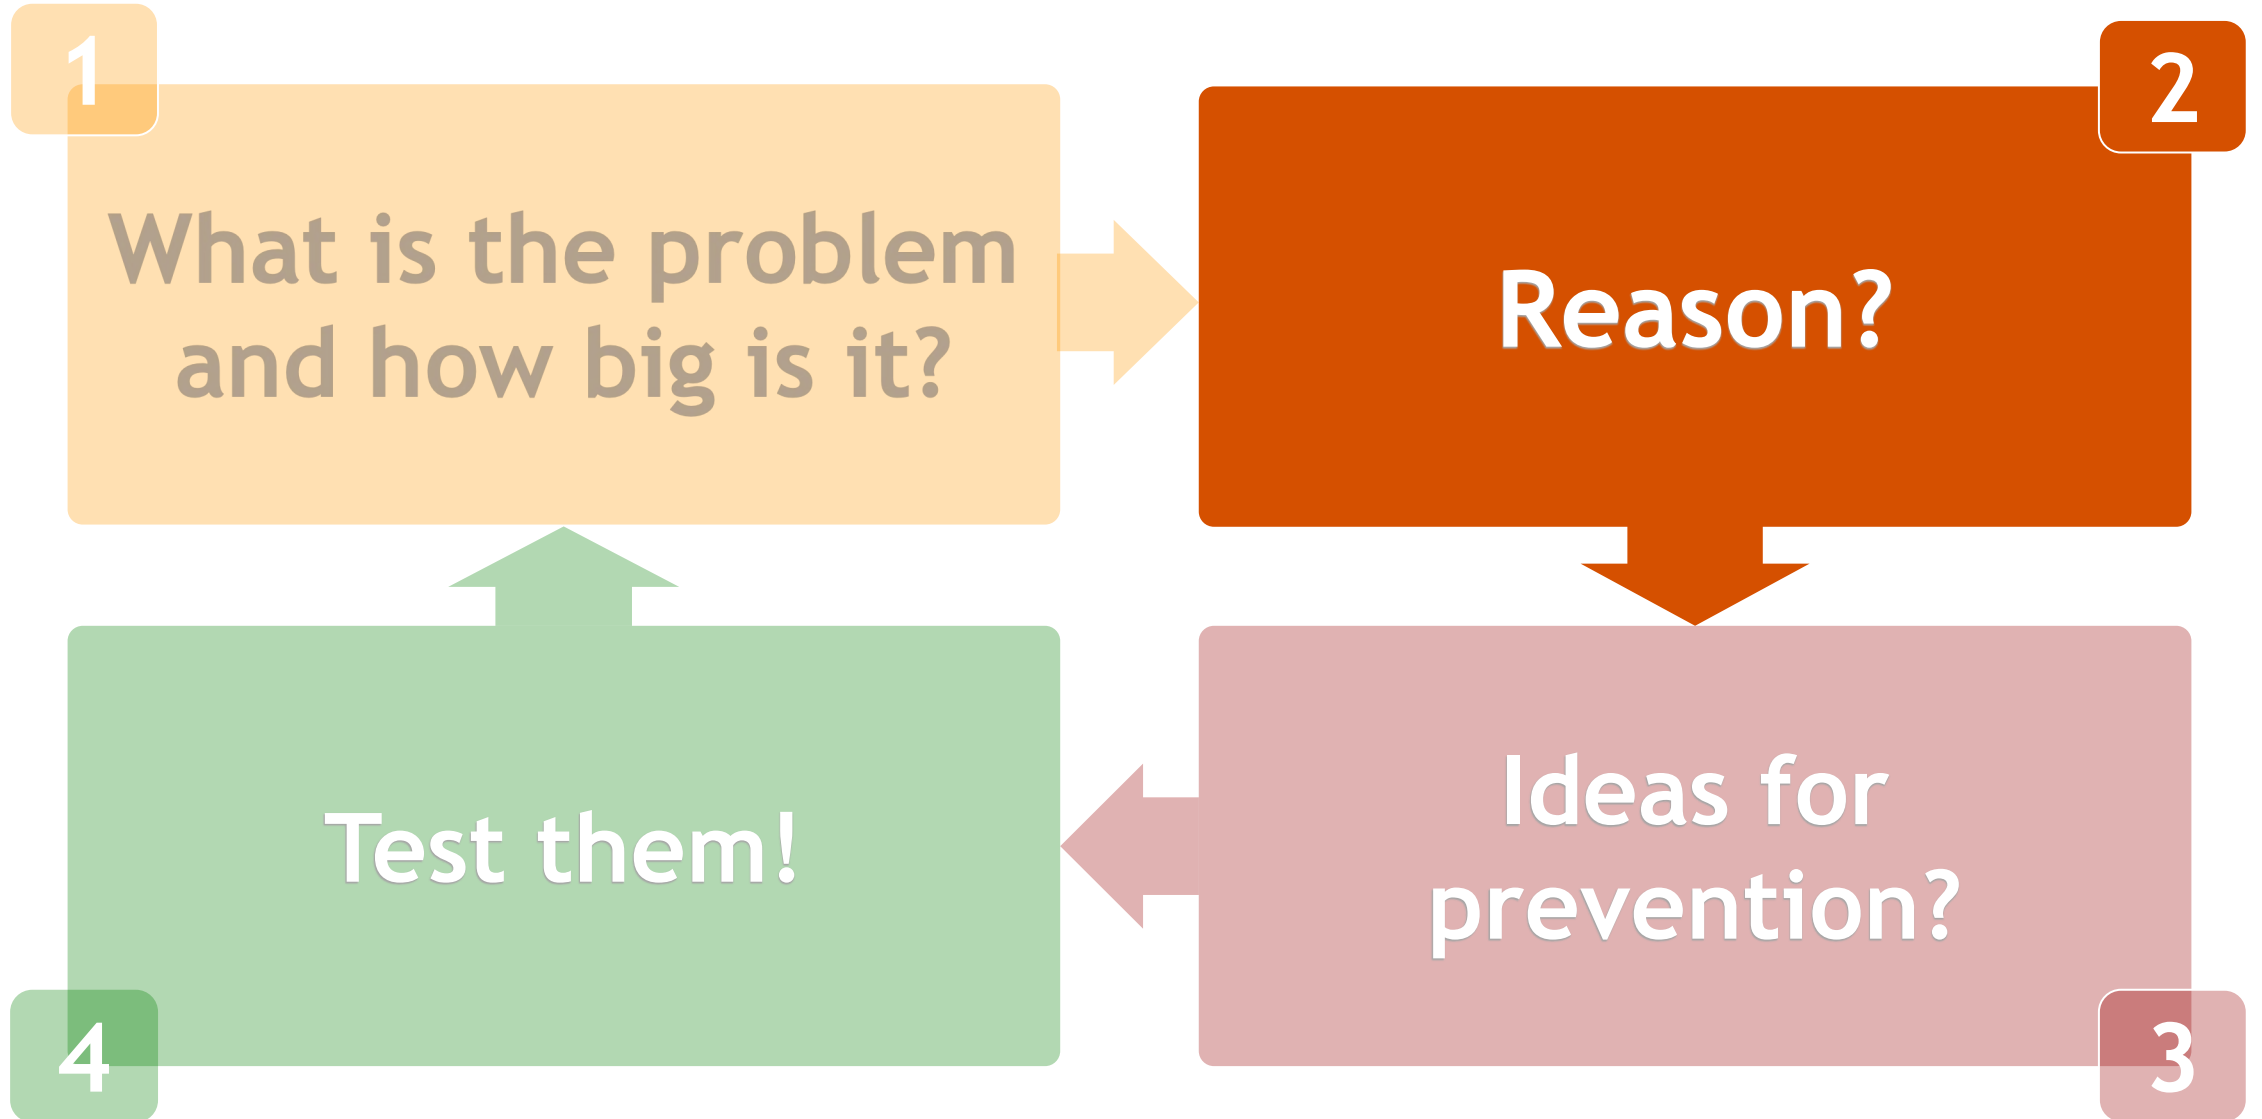 1
What is the problem
and how big is it?
2
Reason?
3
Ideas for
prevention?
4
Test them!